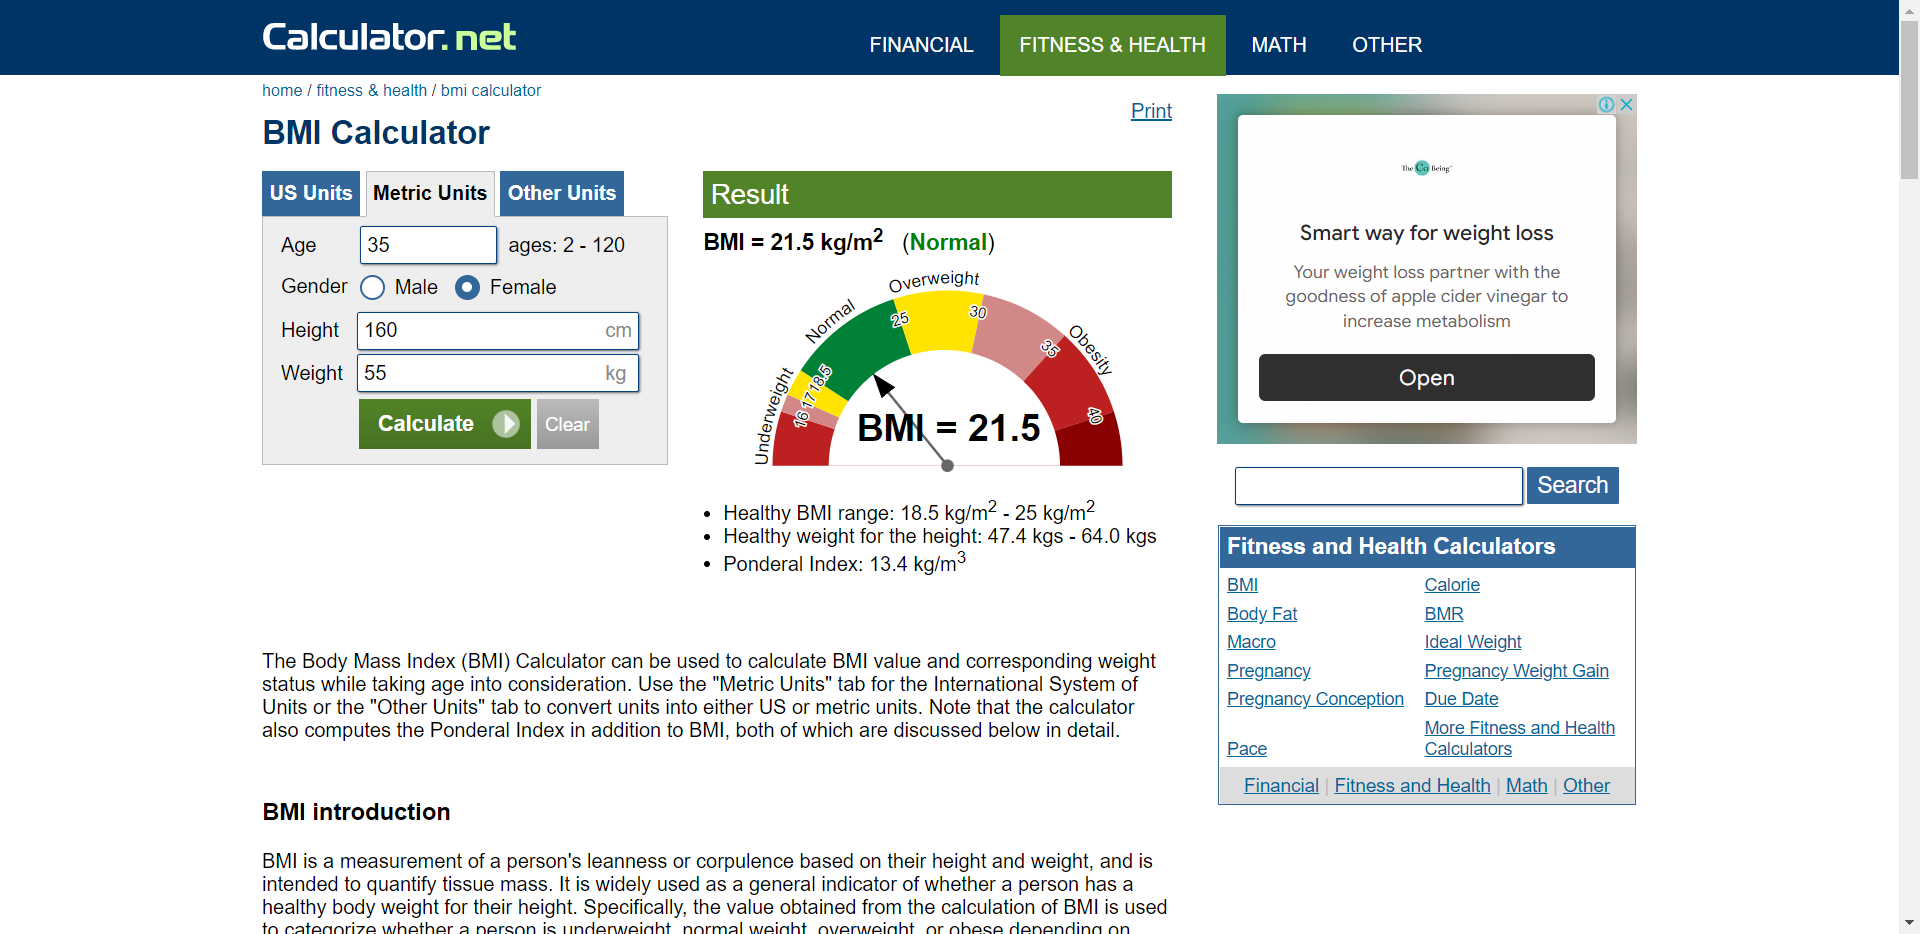 Calculator.net
FINANCIAL
FITNESS & HEALTH
MATH
OTHER
home / fitness & health / bmi calculator
Print
BMI Calculator
US Units
Metric Units
Other Units
Age
35
ages: 2 - 120
Gender
Male
Female
Height
160
cm
Weight
55
kg
Calculate
Clear
Result
BMI = 21.5 kg/m2 (Normal)
Underweight
Normal
Overweight
Obesity
16
17
18.5
25
30
35
40
BMI = 21.5
• Healthy BMI range: 18.5 kg/m2 - 25 kg/m2
• Healthy weight for the height: 47.4 kgs - 64.0 kgs
• Ponderal Index: 13.4 kg/m3
The Body Mass Index (BMI) Calculator can be used to calculate BMI value and corresponding weight
status while taking age into consideration. Use the "Metric Units" tab for the International System of
Units or the "Other Units" tab to convert units into either US or metric units. Note that the calculator
also computes the Ponderal Index in addition to BMI, both of which are discussed below in detail.
BMI introduction
BMI is a measurement of a person's leanness or corpulence based on their height and weight, and is
intended to quantify tissue mass. It is widely used as a general indicator of whether a person has a
healthy body weight for their height. Specifically, the value obtained from the calculation of BMI is used
to categorize whether a person is underweight, normal weight, overweight, or obese depending on
The Co Being
Smart way for weight loss
Your weight loss partner with the
goodness of apple cider vinegar to
increase metabolism
Open
Search
Fitness and Health Calculators
BMI
Calorie
Body Fat
BMR
Macro
Ideal Weight
Pregnancy
Pregnancy Weight Gain
Pregnancy Conception
Due Date
Pace
More Fitness and Health
Calculators
Financial | Fitness and Health | Math | Other